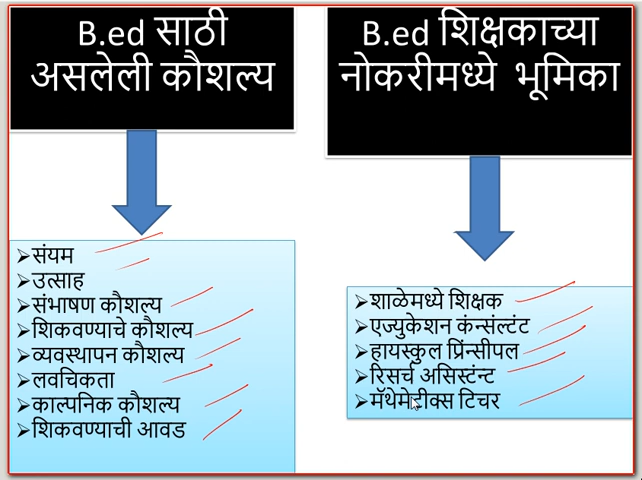 B.ed साठी
असलेली कौशल्य
B.ed शिक्षकाच्या
नोकरीमध्ये भूमिका
➢संयम
➢उत्साह
➢संभाषण कौशल्य
➢शिकवण्याचे कौशल्य
➢व्यवस्थापन कौशल्य
➢लवचिकता
➢काल्पनिक कौशल्य
➢शिकवण्याची आवड
➢शाळेमध्ये शिक्षक
➢एज्युकेशन कंन्संल्टंट
➢हायस्कुल प्रिंन्सीपल
➢रिसर्च असिस्टंन्ट
➢मॅथेमेटीक्स टिचर